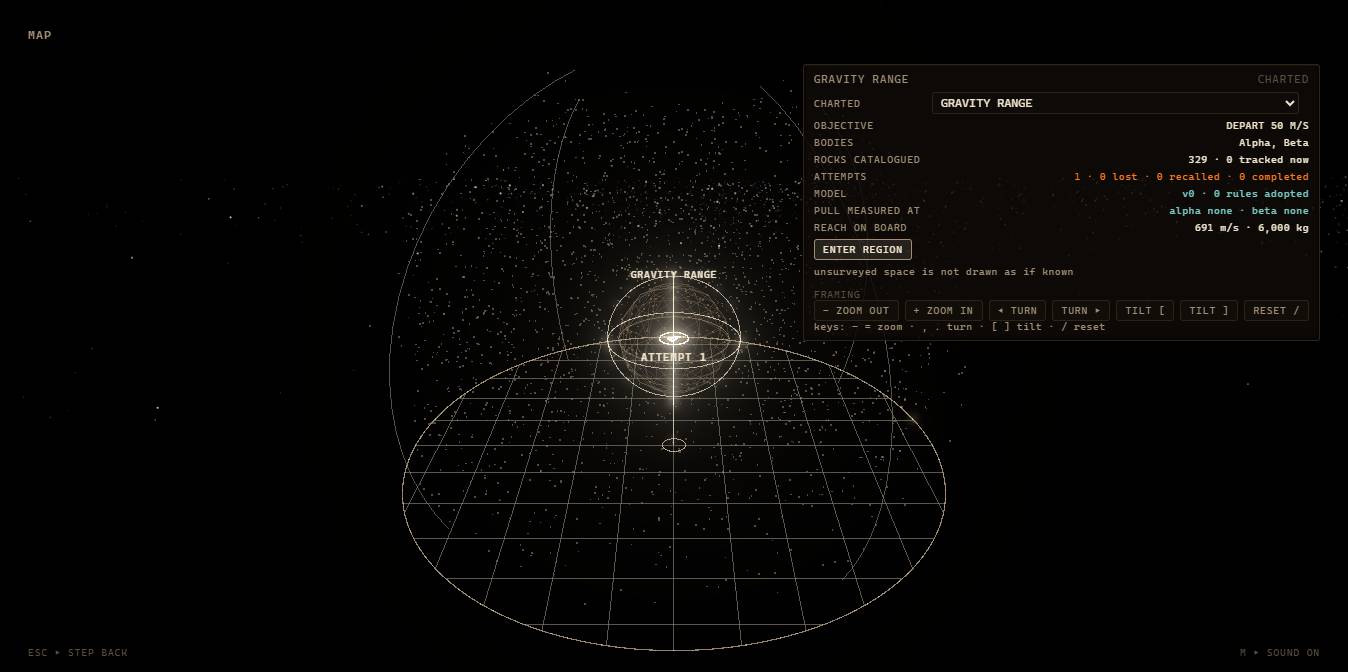 MAP
GRAVITY RANGE CHARTED
CHARTED GRAVITY RANGE
OBJECTIVE DEPART 50 M/S
BODIES Alpha, Beta
ROCKS CATALOGUED 329 · 0 tracked now
ATTEMPTS 1 · 0 lost · 0 recalled · 0 completed
MODEL v0 · 0 rules adopted
PULL MEASURED AT alpha none · beta none
REACH ON BOARD 691 m/s · 6,000 kg
ENTER REGION
unsurveyed space is not drawn as if known
FRAMING
− ZOOM OUT + ZOOM IN ◂ TURN TURN ▸ TILT [ TILT ] RESET /
keys: − = zoom · , . turn · [ ] tilt · / reset
GRAVITY RANGE
ATTEMPT 1
ESC ▸ STEP BACK
M ▸ SOUND ON